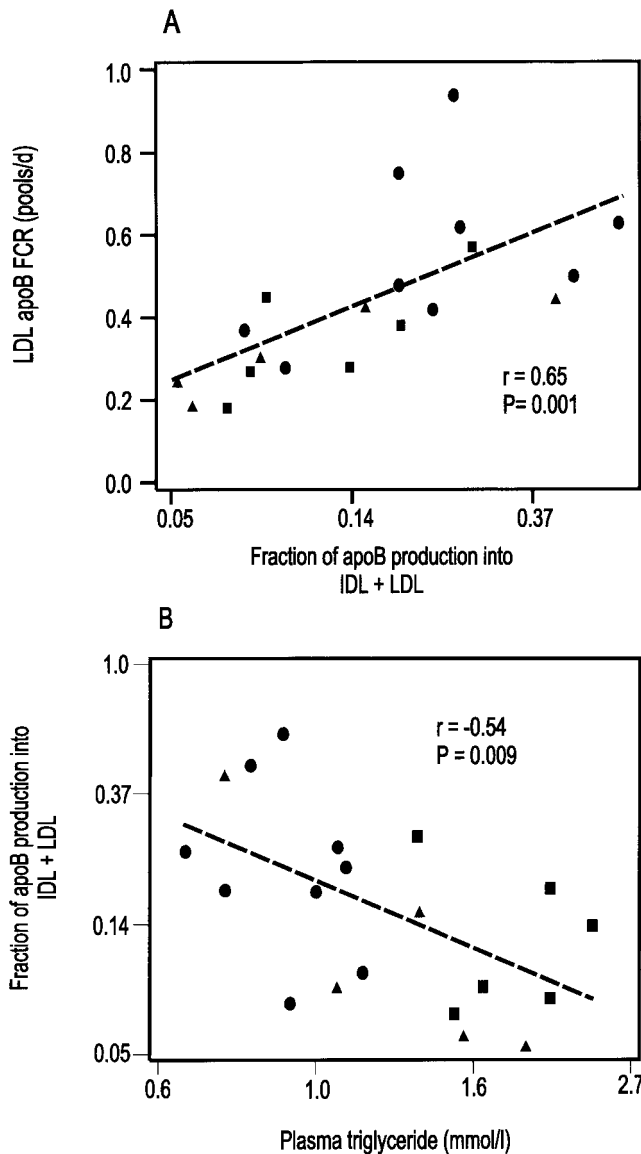 A
LDL apoB FCR (pools/d)
1.0
0.8
0.6
0.4
0.2
0.0
r = 0.65
P= 0.001
0.05
0.14
0.37
Fraction of apoB production into
IDL + LDL
B
Fraction of apoB production into
IDL + LDL
1.0
0.37
0.14
0.05
r = -0.54
P = 0.009
0.6
1.0
1.6
2.7
Plasma triglyceride (mmol/l)